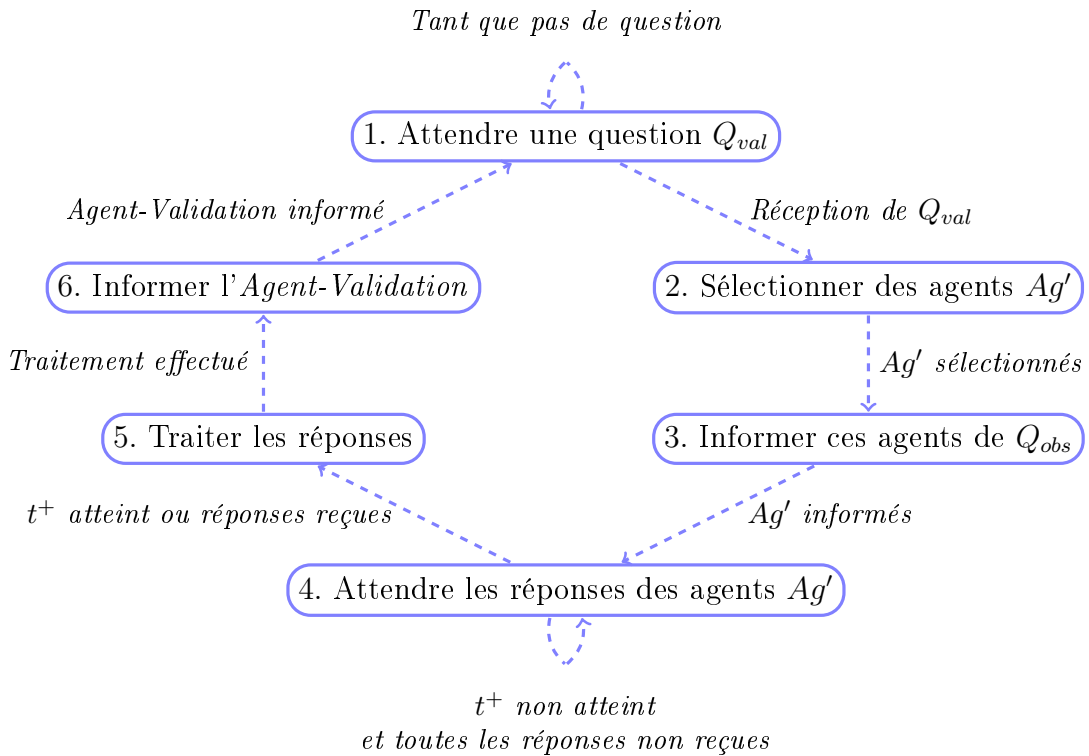 Tant que pas de question
1. Attendre une question Q_val
Agent-Validation informé
Réception de Q_val
6. Informer l'Agent-Validation
2. Sélectionner des agents Ag′
Traitement effectué
Ag′ sélectionnés
5. Traiter les réponses
3. Informer ces agents de Q_obs
t⁺ atteint ou réponses reçues
Ag′ informés
4. Attendre les réponses des agents Ag′
t⁺ non atteint
et toutes les réponses non reçues